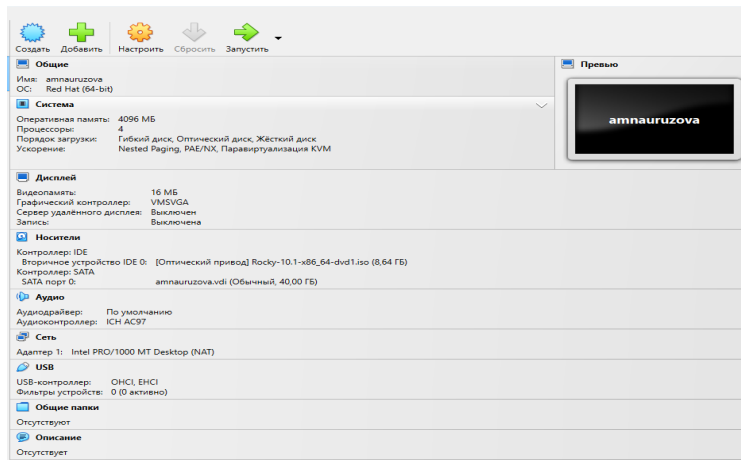 Создать Добавить Настроить Сбросить Запустить
Общие
Имя: amnauruzova
ОС: Red Hat (64-bit)
Превью
amnauruzova
Система
Оперативная память: 4096 МБ
Процессоры: 4
Порядок загрузки: Гибкий диск, Оптический диск, Жёсткий диск
Ускорение: Nested Paging, PAE/NX, Паравиртуализация KVM
Дисплей
Видеопамять: 16 МБ
Графический контроллер: VMSVGA
Сервер удалённого дисплея: Выключен
Запись: Выключена
Носители
Контроллер: IDE
Вторичное устройство IDE 0: [Оптический привод] Rocky-10.1-x86_64-dvd1.iso (8,64 ГБ)
Контроллер: SATA
SATA порт 0: amnauruzova.vdi (Обычный, 40,00 ГБ)
Аудио
Аудиодрайвер: По умолчанию
Аудиоконтроллер: ICH AC97
Сеть
Адаптер 1: Intel PRO/1000 MT Desktop (NAT)
USB
USB-контроллер: OHCI, EHCI
Фильтры устройств: 0 (0 активно)
Общие папки
Отсутствуют
Описание
Отсутствует